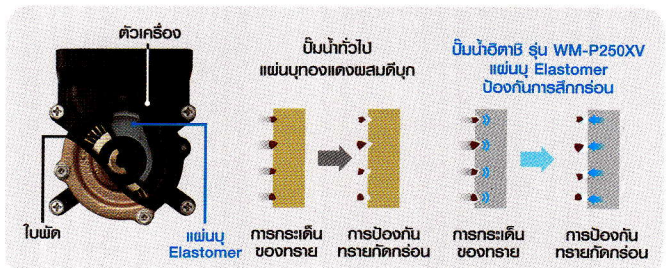 ตัวเครื่อง
ใบพัด
แผ่นบุ
Elastomer
ปั๊มน้ำทั่วไป
แผ่นบุทองแดงผสมดีบุก
การกระเด็น
ของทราย
การป้องกัน
ทรายกัดกร่อน
ปั๊มน้ำฮิตาชิ รุ่น WM-P250XV
แผ่นบุ Elastomer
ป้องกันการสึกกร่อน
การกระเด็น
ของทราย
การป้องกัน
ทรายกัดกร่อน